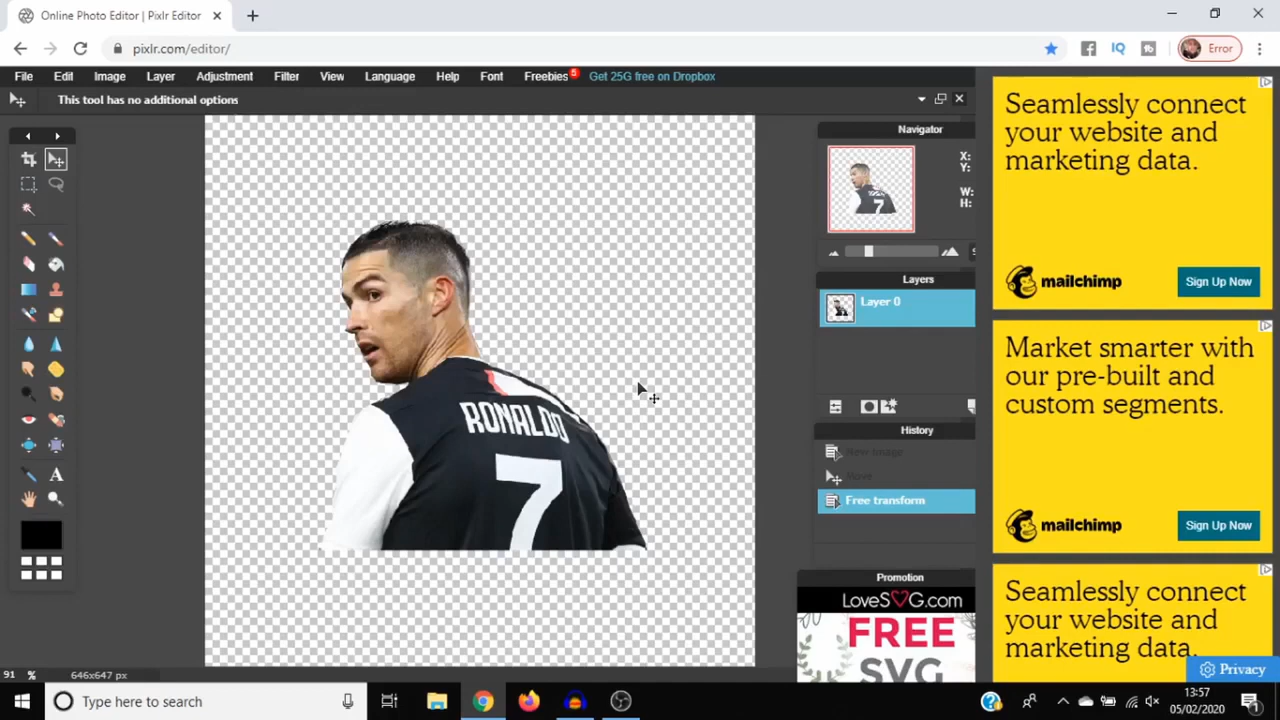 Online Photo Editor | Pixlr Editor
pixlr.com/editor/
Error
File Edit Image Layer Adjustment Filter View Language Help Font Freebies Get 25G free on Dropbox
This tool has no additional options
Navigator
X:
Y:
W:
H:
Layers
Layer 0
History
New image
Move
Free transform
Promotion
LoveSVG.com
FREE
SVG
RONALDO
7
A
91 % 646x647 px
Seamlessly connect
your website and
marketing data.
mailchimp
Sign Up Now
Market smarter with
our pre-built and
custom segments.
mailchimp
Sign Up Now
Seamlessly connect
your website and
marketing data.
Privacy
Type here to search
13:57
05/02/2020